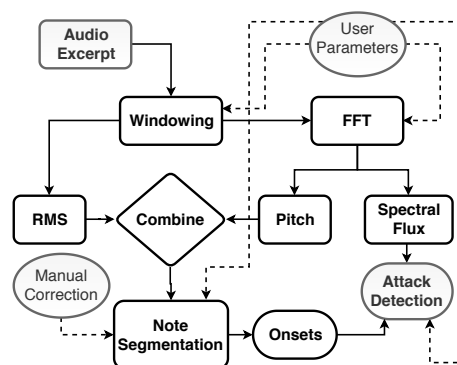 Audio
Excerpt
User
Parameters
Windowing
FFT
RMS
Combine
Pitch
Spectral
Flux
Manual
Correction
Attack
Detection
Note
Segmentation
Onsets